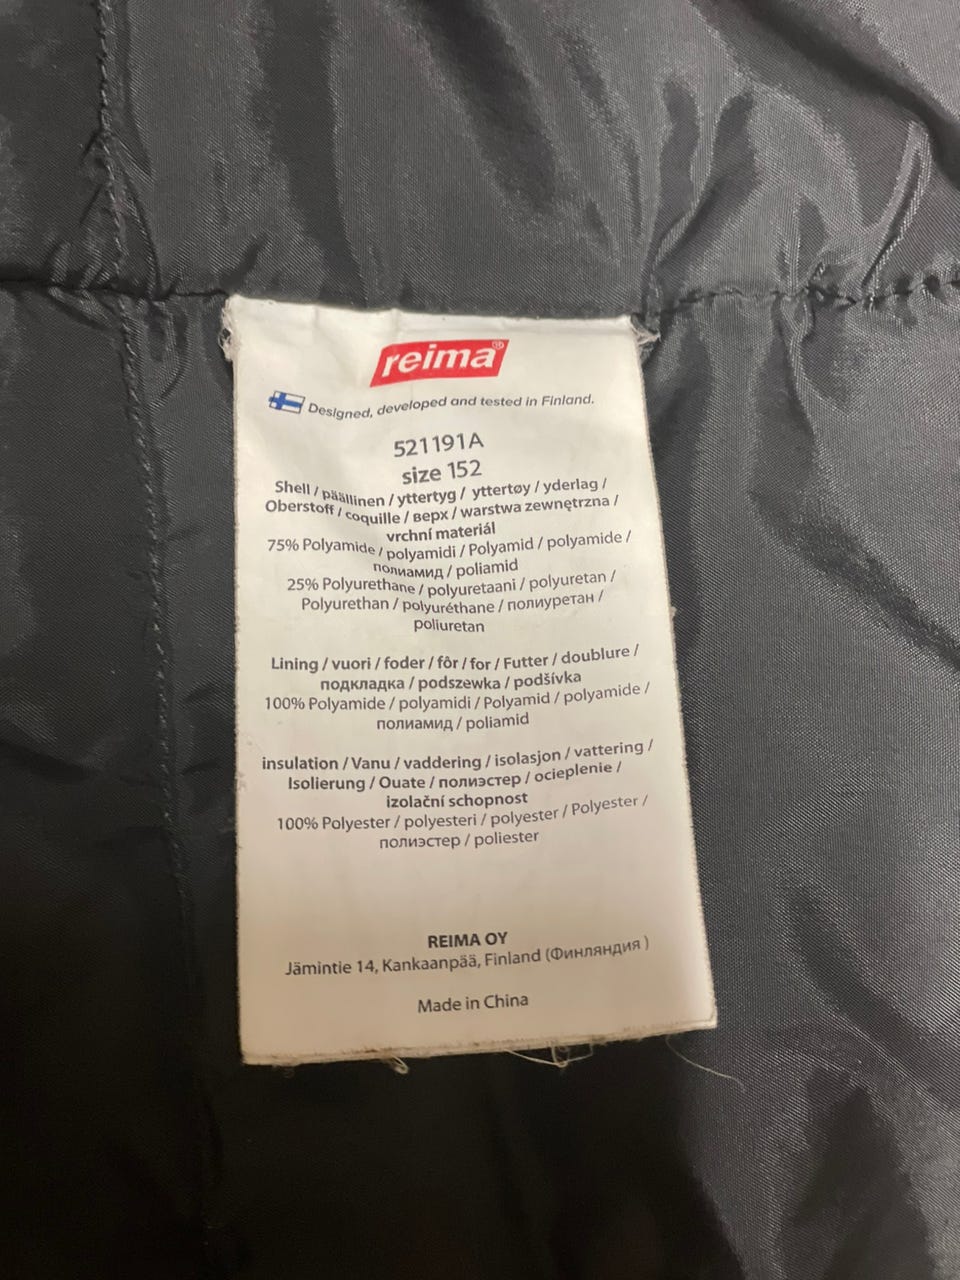 reima®
Designed, developed and tested in Finland.
521191A
size 152
Shell / päällinen / yttertyg / yttertøy / yderlag /
Oberstoff / coquille / верх / warstwa zewnętrzna /
vrchní materiál
75% Polyamide / polyamidi / Polyamid / polyamide /
полиамид / poliamid
25% Polyurethane / polyuretaani / polyuretan /
Polyurethan / polyuréthane / полиуретан /
poliuretan
Lining / vuori / foder / fôr / for / Futter / doublure /
подкладка / podszewka / podšívka
100% Polyamide / polyamidi / Polyamid / polyamide /
полиамид / poliamid
insulation / Vanu / vaddering / isolasjon / vattering /
Isolierung / Ouate / полиэстер / ocieplenie /
izolační schopnost
100% Polyester / polyesteri / polyester / Polyester /
полиэстер / poliester
REIMA OY
Jämintie 14, Kankaanpää, Finland (Финляндия )
Made in China